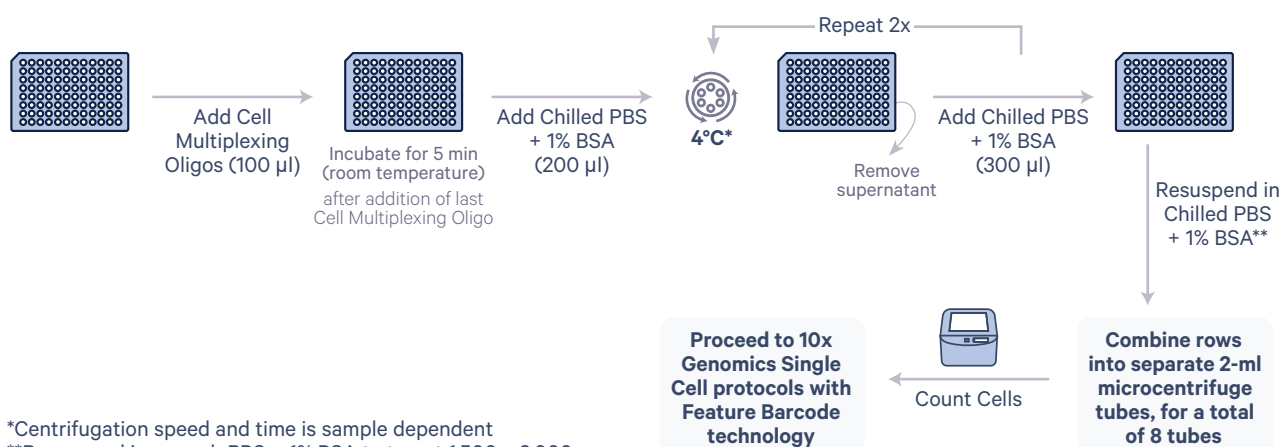 Repeat 2x
Add Cell
Multiplexing
Oligos (100 µl)
Incubate for 5 min
(room temperature)
after addition of last
Cell Multiplexing Oligo
Add Chilled PBS
+ 1% BSA
(200 µl)
4°C*
Remove
supernatant
Add Chilled PBS
+ 1% BSA
(300 µl)
Resuspend in
Chilled PBS
+ 1% BSA**
Combine rows
into separate 2-ml
microcentrifuge
tubes, for a total
of 8 tubes
Count Cells
Proceed to 10x
Genomics Single
Cell protocols with
Feature Barcode
technology
*Centrifugation speed and time is sample dependent